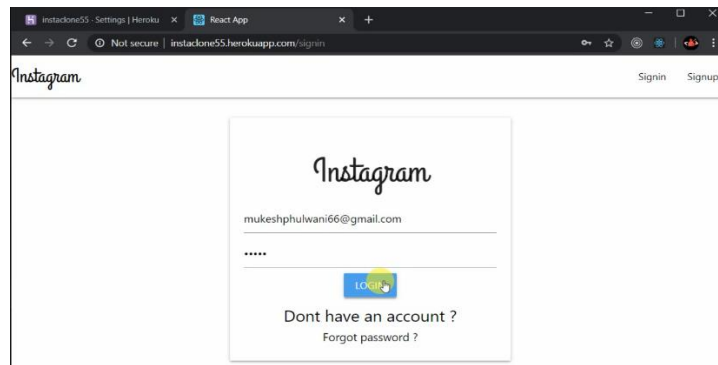 instaclone55 - Settings | Heroku
React App
Not secure | instaclone55.herokuapp.com/signin
Instagram
Signin Signup
Instagram
mukeshphulwani66@gmail.com
•••••
LOGIN
Dont have an account ?
Forgot password ?